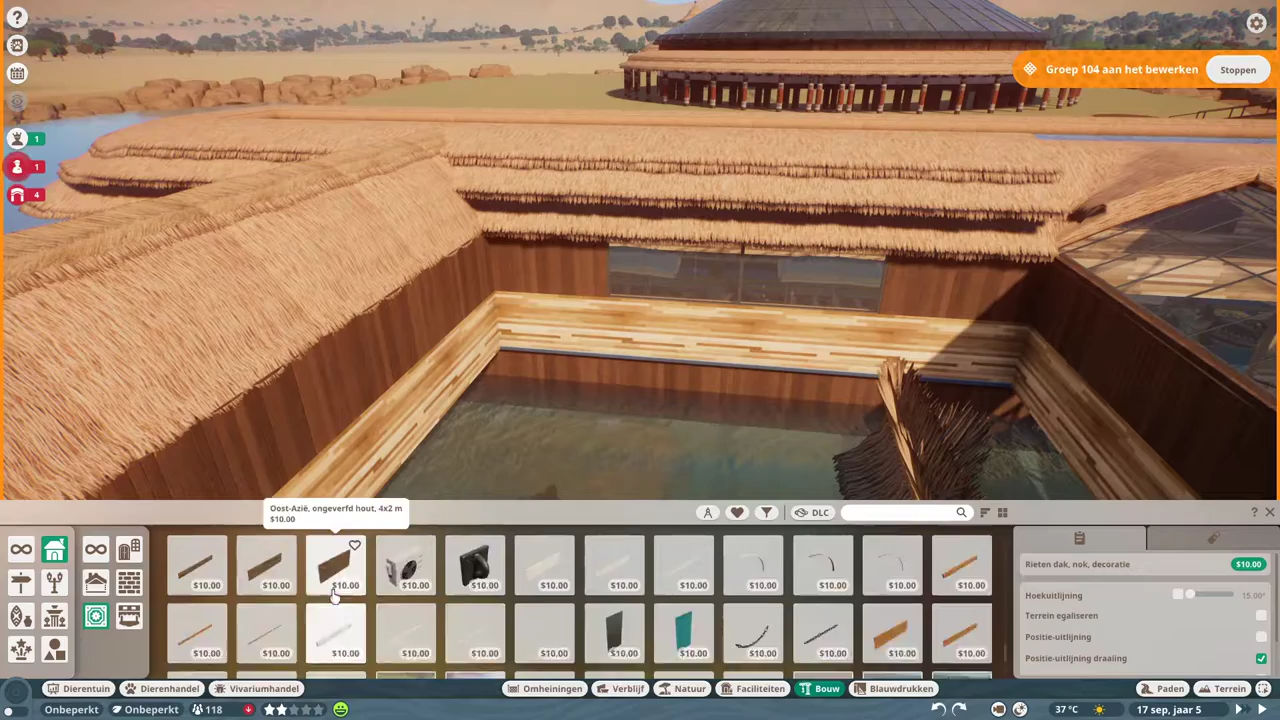 ?
Groep 104 aan het bewerken
Stoppen
1
1
4
Oost-Azië, ongeverfd hout, 4x2 m
$10.00
DLC
?
$10.00 $10.00 $10.00 $10.00 $10.00 $10.00 $10.00 $10.00 $10.00 $10.00 $10.00 $10.00
$10.00 $10.00 $10.00 $10.00 $10.00 $10.00 $10.00 $10.00 $10.00 $10.00 $10.00 $10.00
Rieten dak, nok, decoratie $10.00
Hoekuitlijning 15.00°
Terrein egaliseren
Positie-uitlijning
Positie-uitlijning draaiing
Dierentuin Dierenhandel Vivariumhandel Omheiningen Verblijf Natuur Faciliteiten Bouw Blauwdrukken Paden Terrein
Onbeperkt Onbeperkt 118 37 °C 17 sep, jaar 5